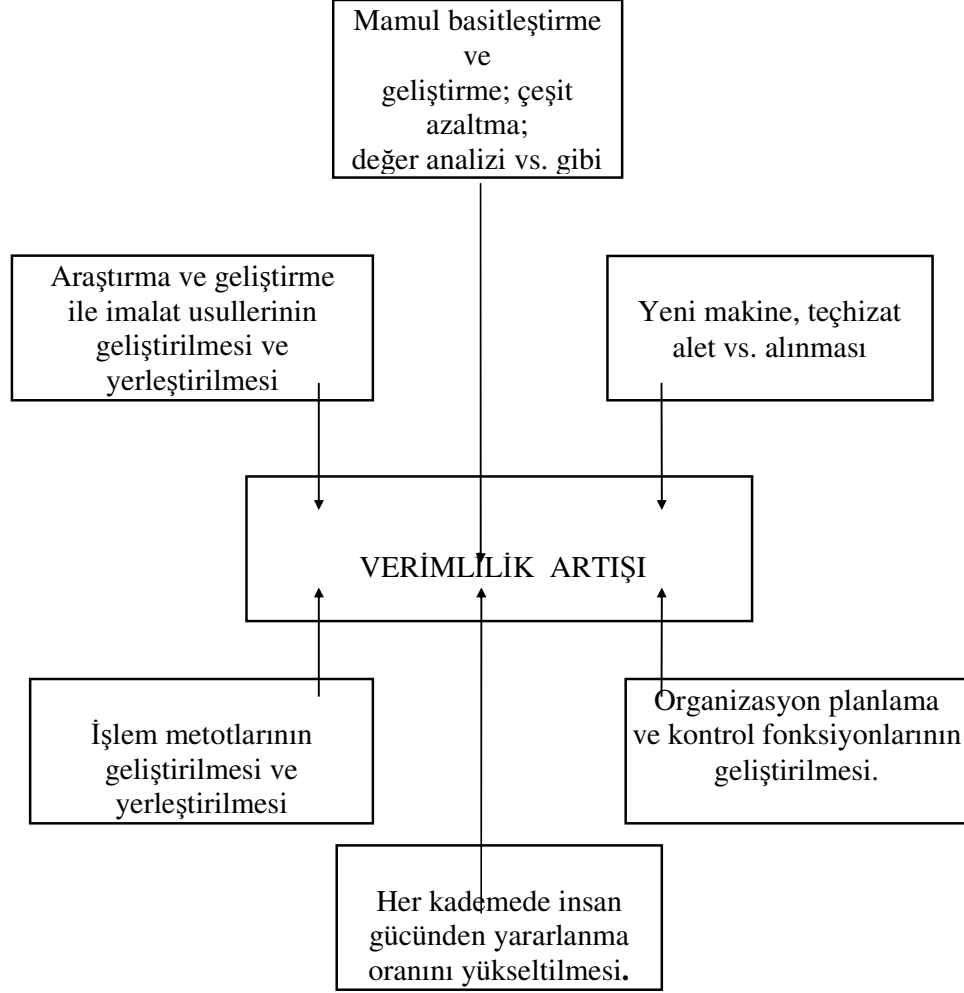 Mamul basitleştirme
ve
geliştirme; çeşit
azaltma;
değer analizi vs. gibi
Araştırma ve geliştirme
ile imalat usullerinin
geliştirilmesi ve
yerleştirilmesi
Yeni makine, teçhizat
alet vs. alınması
VERİMLİLİK ARTIŞI
İşlem metotlarının
geliştirilmesi ve
yerleştirilmesi
Organizasyon planlama
ve kontrol fonksiyonlarının
geliştirilmesi.
Her kademede insan
gücünden yararlanma
oranını yükseltilmesi.